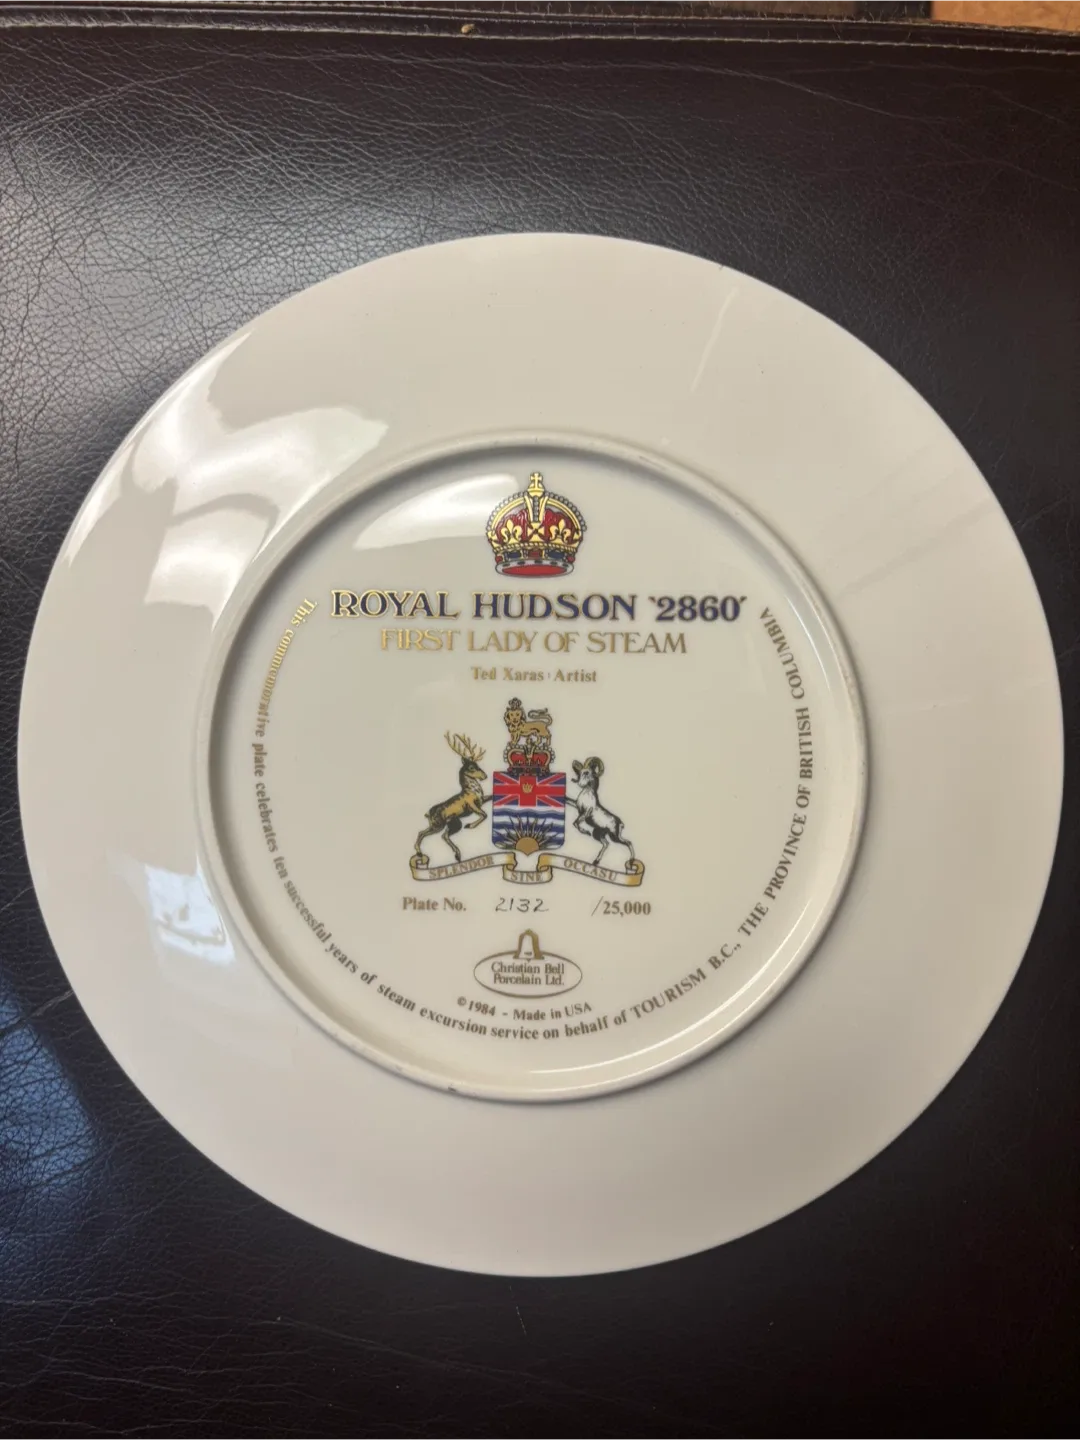 ROYAL HUDSON '2860'
FIRST LADY OF STEAM
Ted Xaras Artist
SPLENDOR SINE OCCASU
Plate No. 2132 /25,000
Christian Bell
Porcelain Ltd.
© 1984 - Made in USA
This commemorative plate celebrates ten successful years of steam excursion service on behalf of TOURISM B.C., THE PROVINCE OF BRITISH COLUMBIA